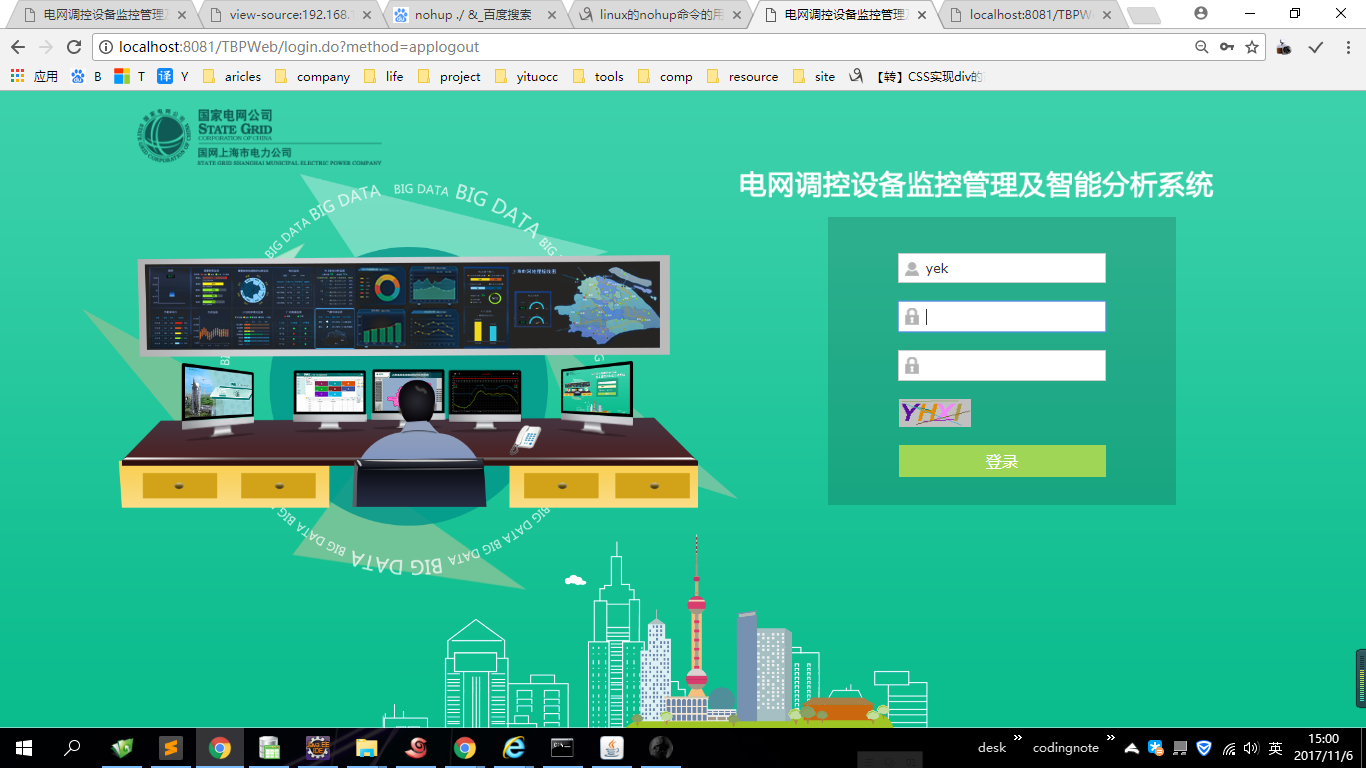 电网调控设备监控管理
view-source:192.168.
nohup ./ &_百度搜索
linux的nohup命令的用
电网调控设备监控管理
localhost:8081/TBPW
localhost:8081/TBPWeb/login.do?method=applogout
应用 B T 译 Y aricles company life project yituocc tools comp resource site 【转】CSS实现div的
国家电网公司
STATE GRID
CORPORATION OF CHINA
国网上海市电力公司
STATE GRID SHANGHAI MUNICIPAL ELECTRIC POWER COMPANY
BIG DATA BIG DATA BIG DATA BIG DATA BIG
电网调控设备监控管理及智能分析系统
yek
YHXI
登录
BIG DATA BIG DATA BIG DATA BIG DATA BIG DATA BIG
desk
codingnote
英
15:00
2017/11/6